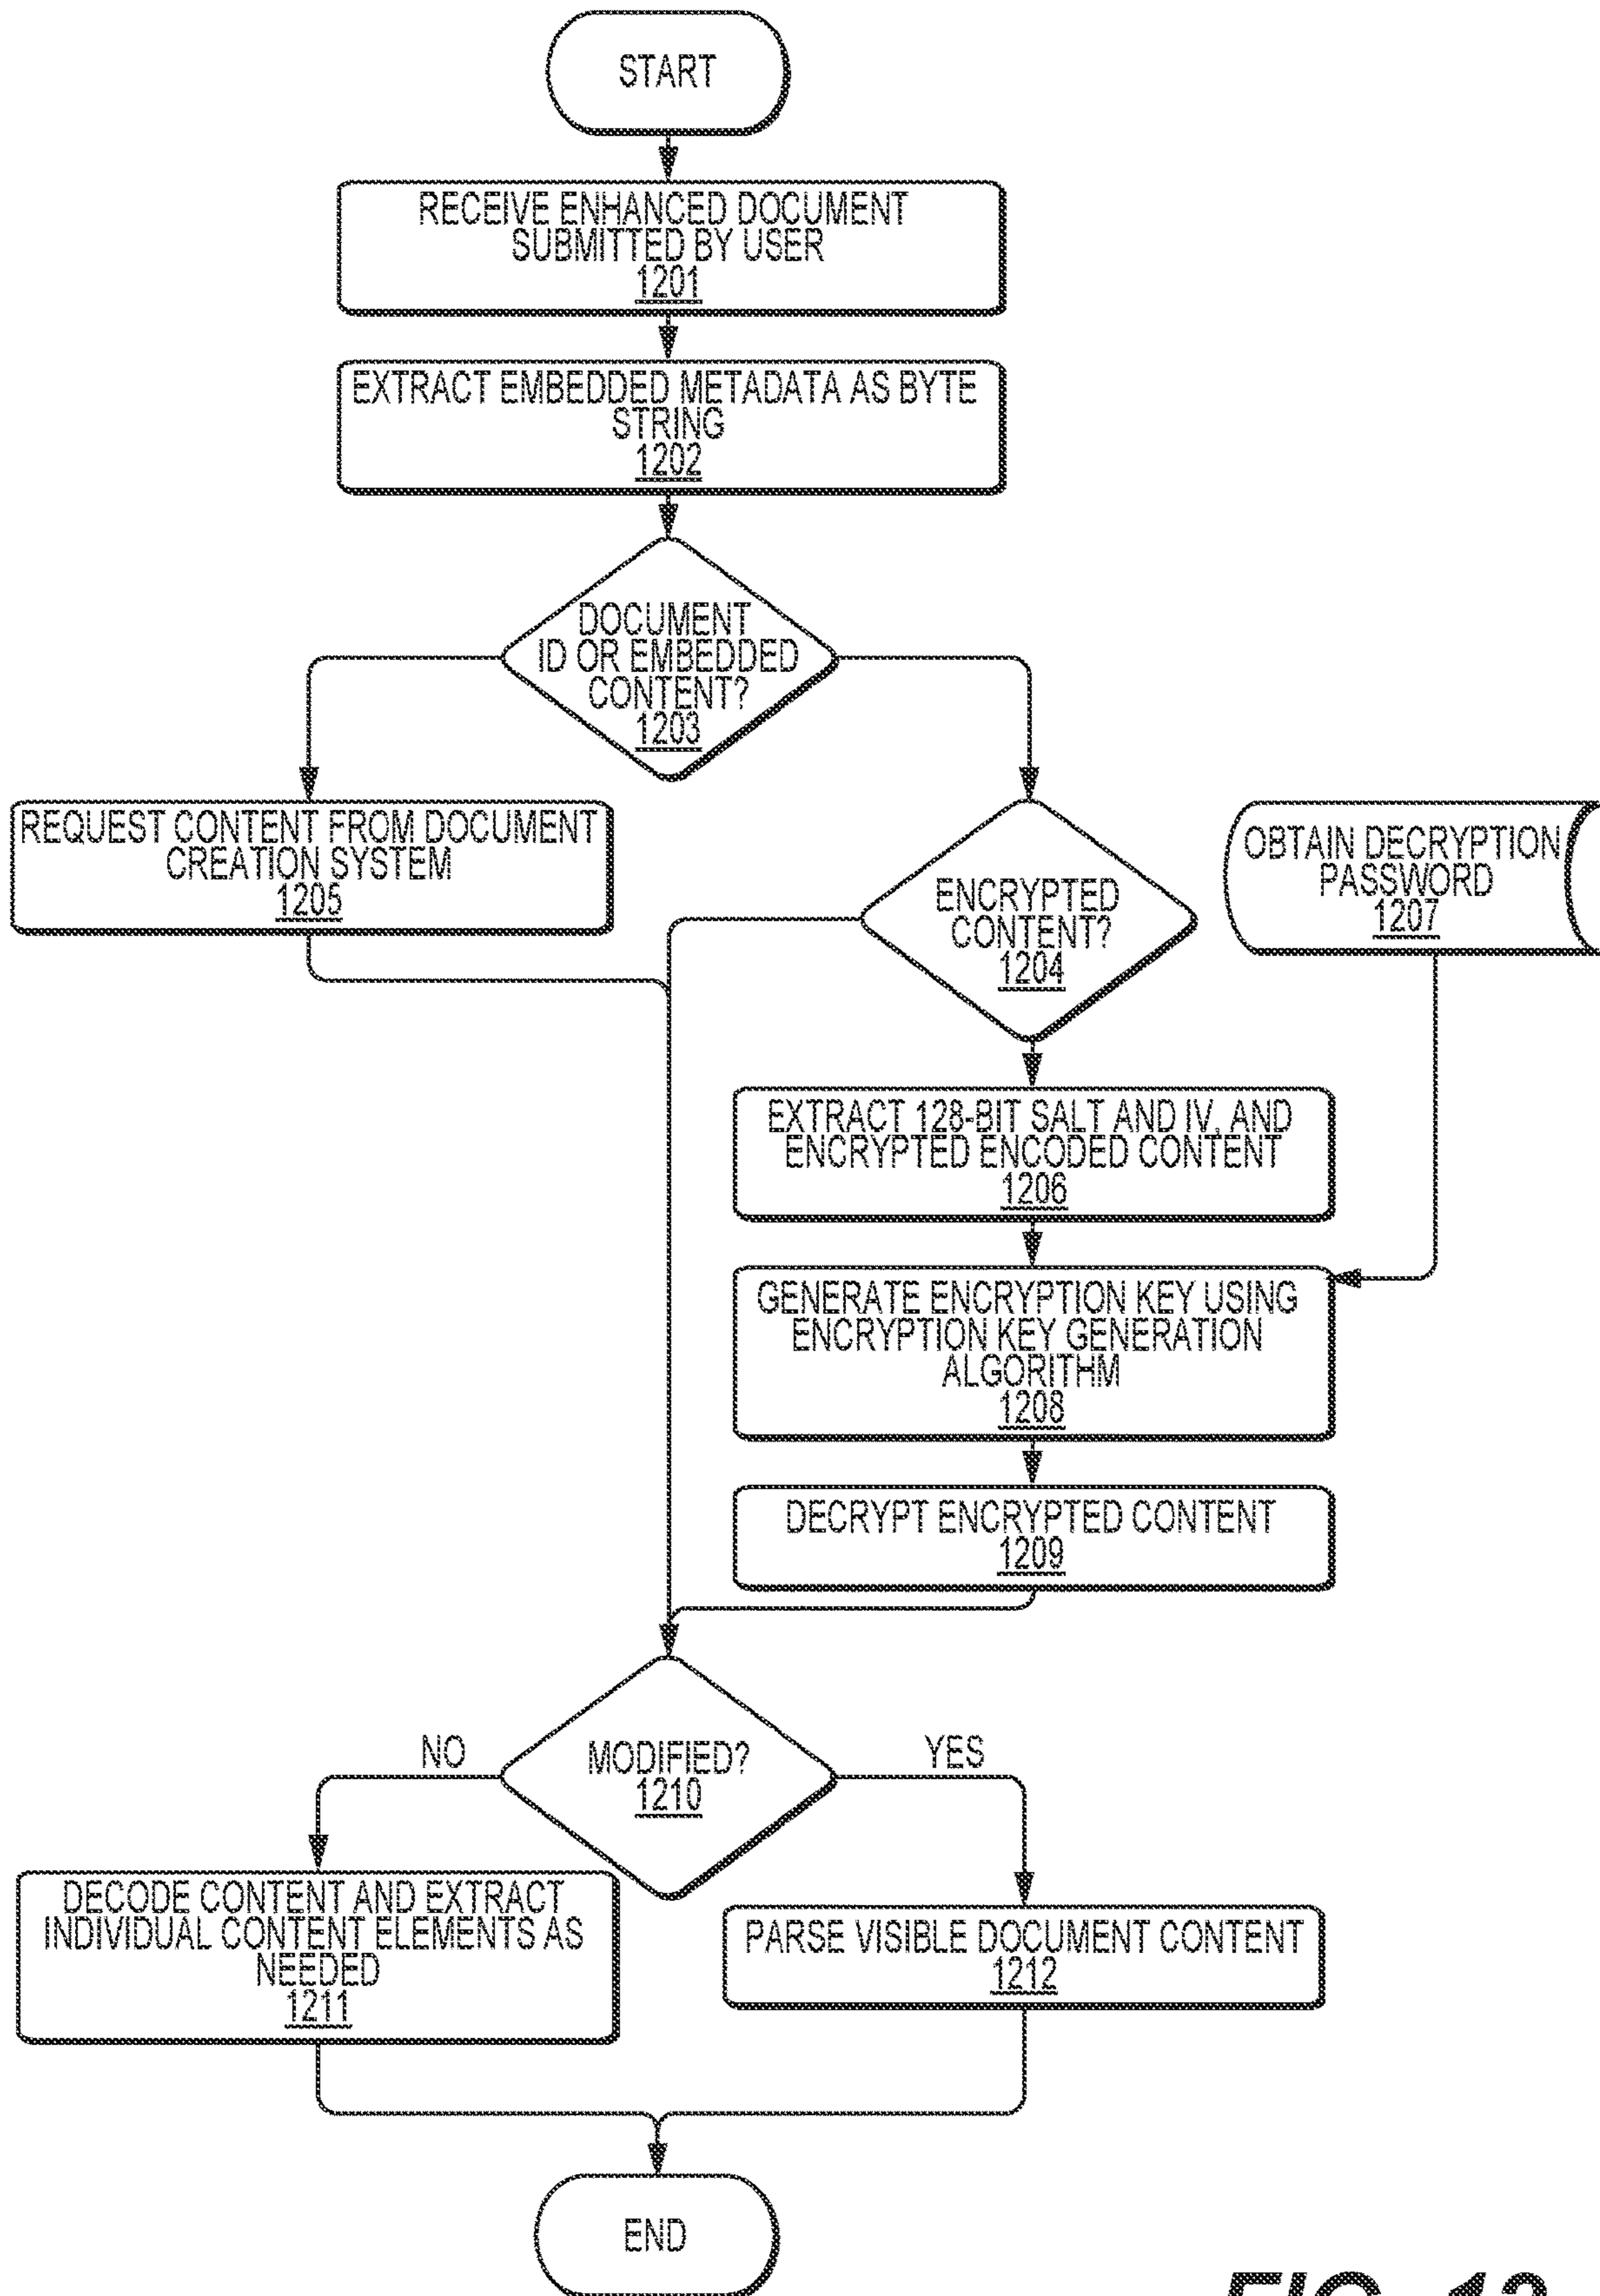 START
RECEIVE ENHANCED DOCUMENT
SUBMITTED BY USER
1201
EXTRACT EMBEDDED METADATA AS BYTE
STRING
1202
DOCUMENT
ID OR EMBEDDED
CONTENT?
1203
REQUEST CONTENT FROM DOCUMENT
CREATION SYSTEM
1205
ENCRYPTED
CONTENT?
1204
OBTAIN DECRYPTION
PASSWORD
1207
EXTRACT 128-BIT SALT AND IV, AND
ENCRYPTED ENCODED CONTENT
1206
GENERATE ENCRYPTION KEY USING
ENCRYPTION KEY GENERATION
ALGORITHM
1208
DECRYPT ENCRYPTED CONTENT
1209
NO
MODIFIED?
1210
YES
DECODE CONTENT AND EXTRACT
INDIVIDUAL CONTENT ELEMENTS AS
NEEDED
1211
PARSE VISIBLE DOCUMENT CONTENT
1212
END